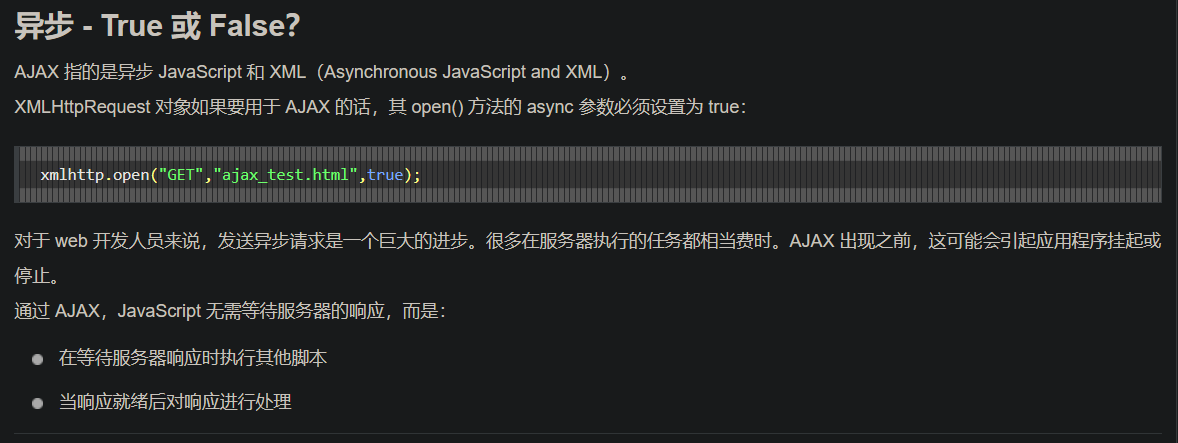 异步 - True 或 False？
AJAX 指的是异步 JavaScript 和 XML（Asynchronous JavaScript and XML）。
XMLHttpRequest 对象如果要用于 AJAX 的话，其 open() 方法的 async 参数必须设置为 true：
xmlhttp.open("GET","ajax_test.html",true);
对于 web 开发人员来说，发送异步请求是一个巨大的进步。很多在服务器执行的任务都相当费时。AJAX 出现之前，这可能会引起应用程序挂起或
停止。
通过 AJAX，JavaScript 无需等待服务器的响应，而是：
在等待服务器响应时执行其他脚本
当响应就绪后对响应进行处理